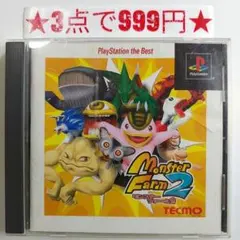 ★3点で999円★
PlayStation the Best
Monster
Farm 2
TECMO